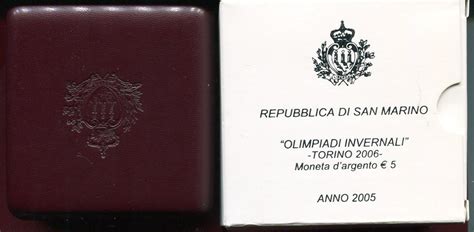 REPUBBLICA DI SAN MARINO
"OLIMPIADI INVERNALI"
-TORINO 2006-
Moneta d'argento € 5
ANNO 2005